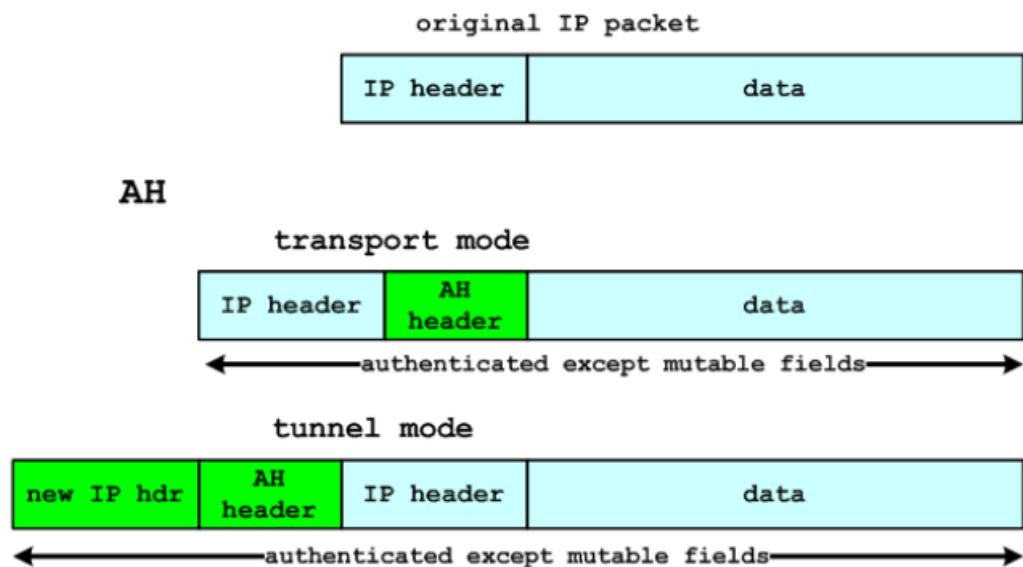 original IP packet
IP header data
AH
transport mode
IP header AH header data
authenticated except mutable fields
tunnel mode
new IP hdr AH header IP header data
authenticated except mutable fields